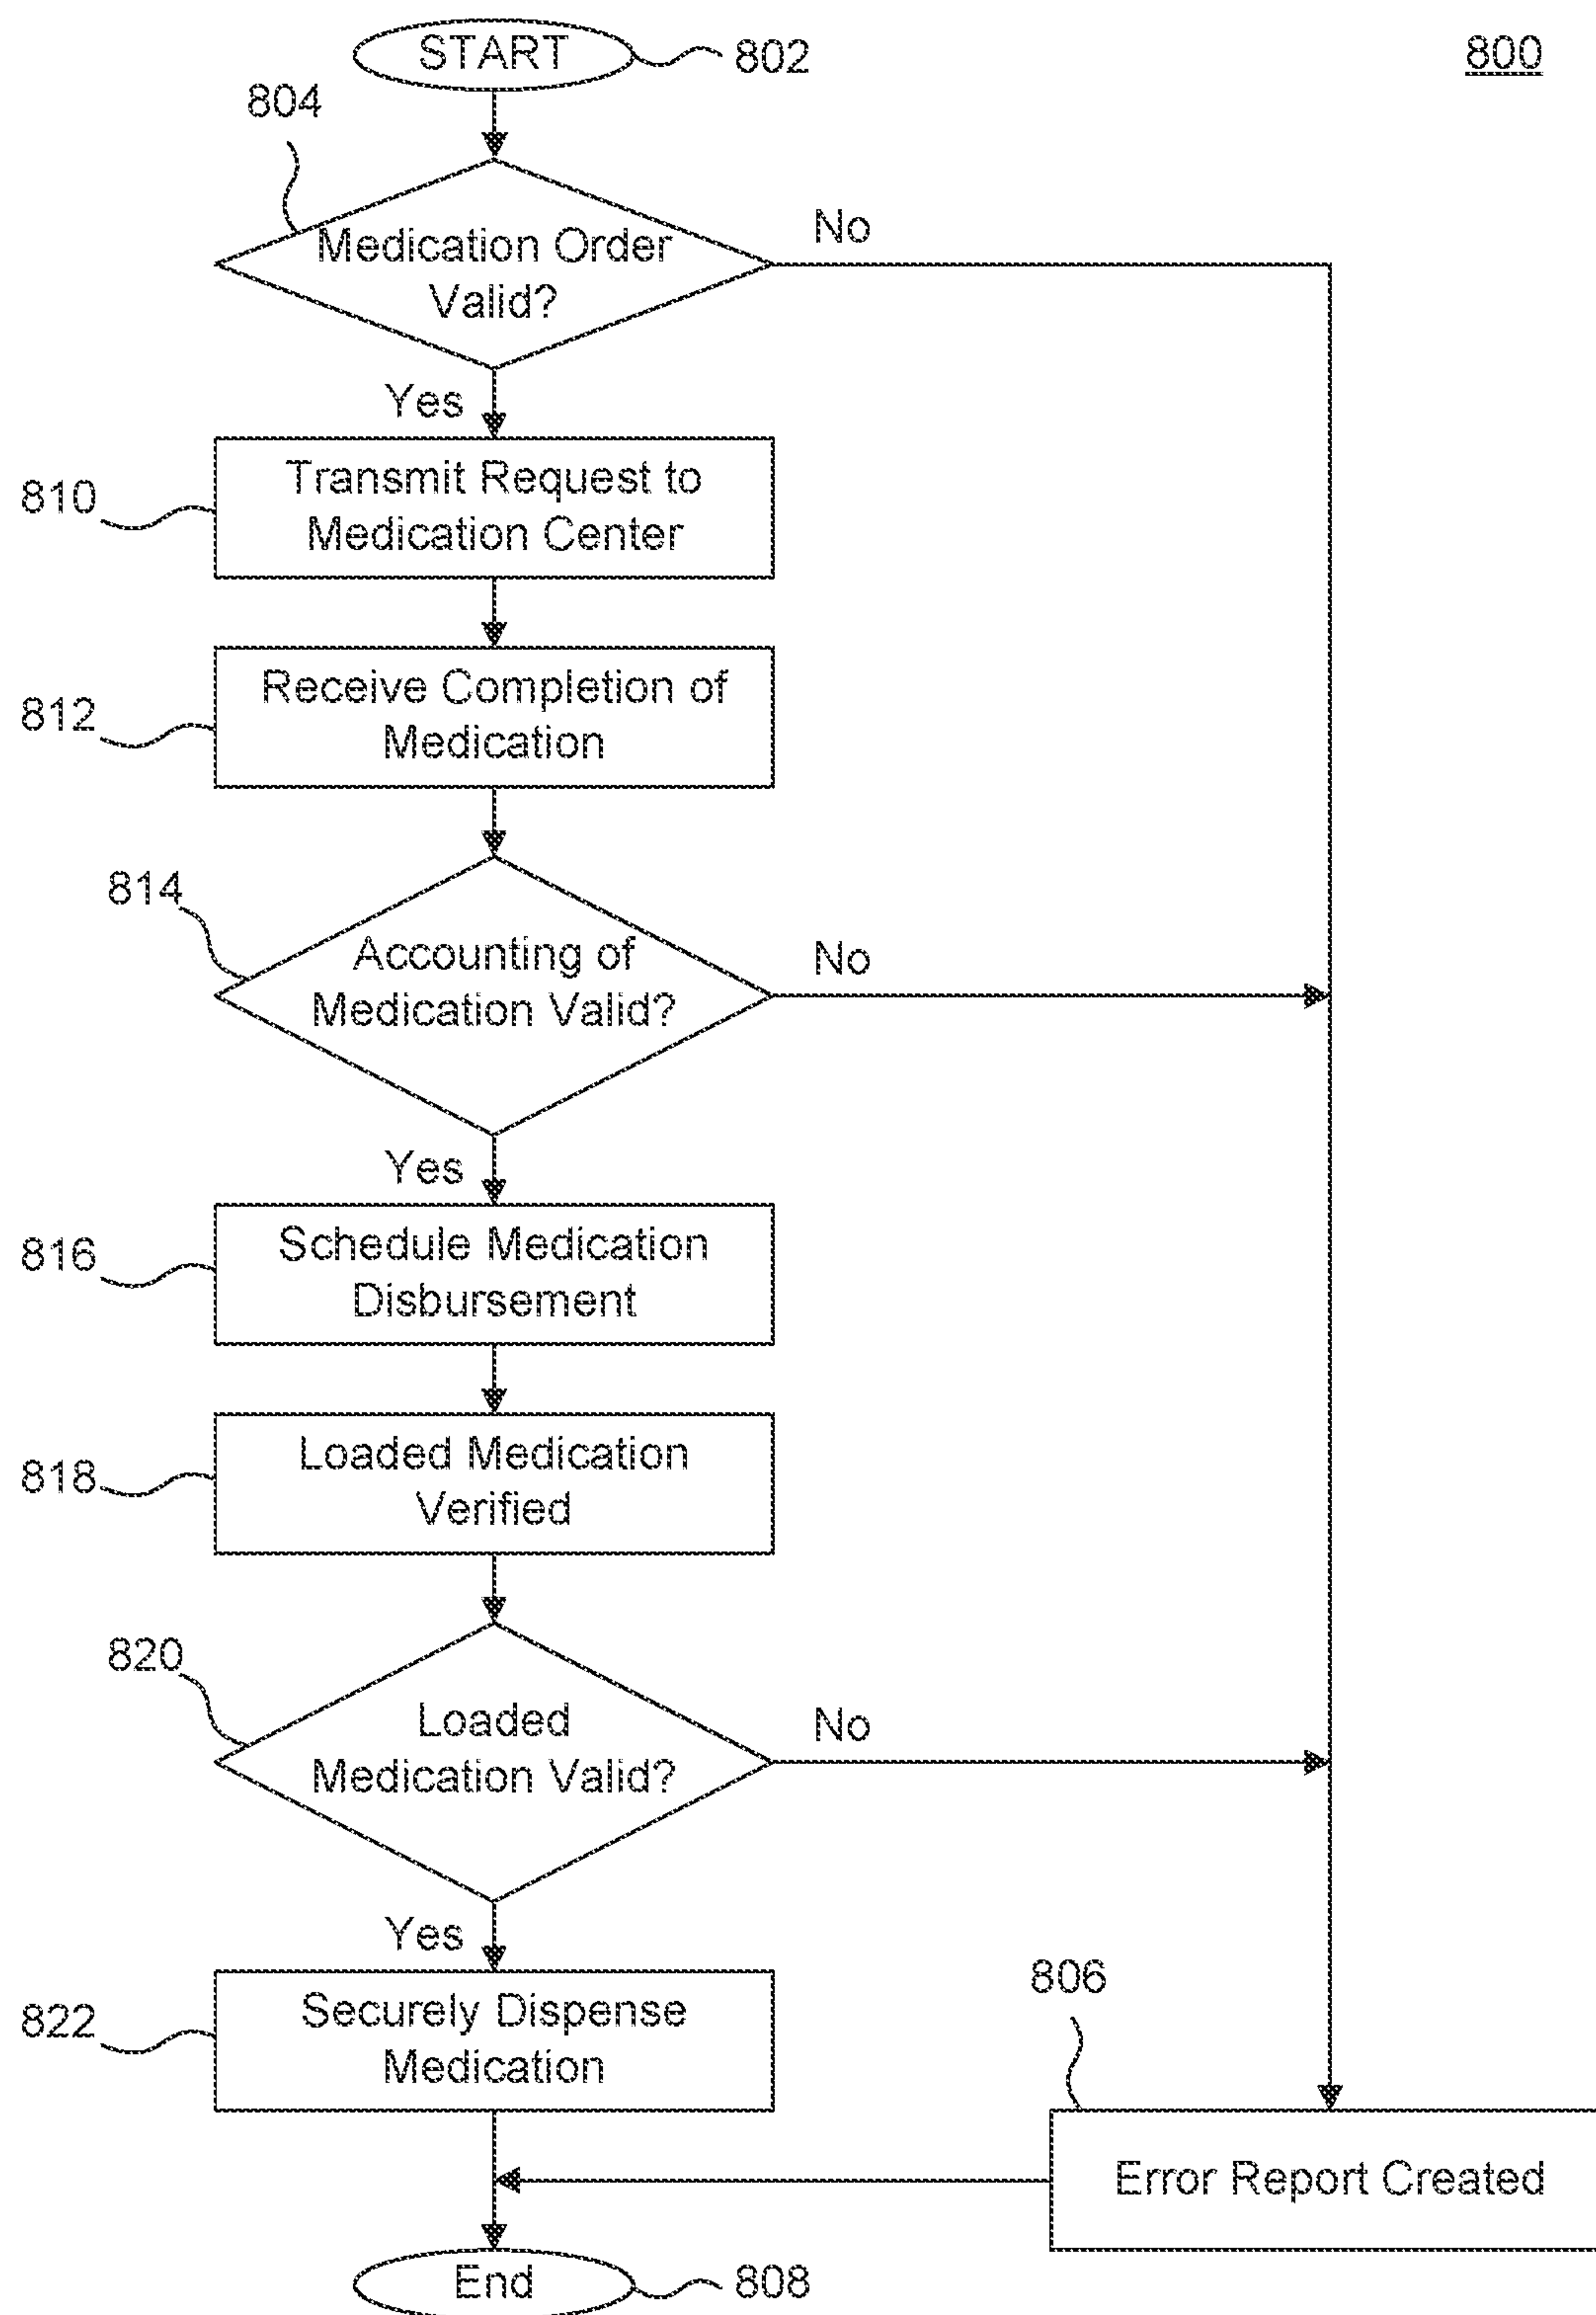 START
802
800
804
Medication Order
Valid?
No
Yes
810
Transmit Request to
Medication Center
812
Receive Completion of
Medication
814
Accounting of
Medication Valid?
No
Yes
816
Schedule Medication
Disbursement
818
Loaded Medication
Verified
820
Loaded
Medication Valid?
No
Yes
822
Securely Dispense
Medication
806
Error Report Created
End
808